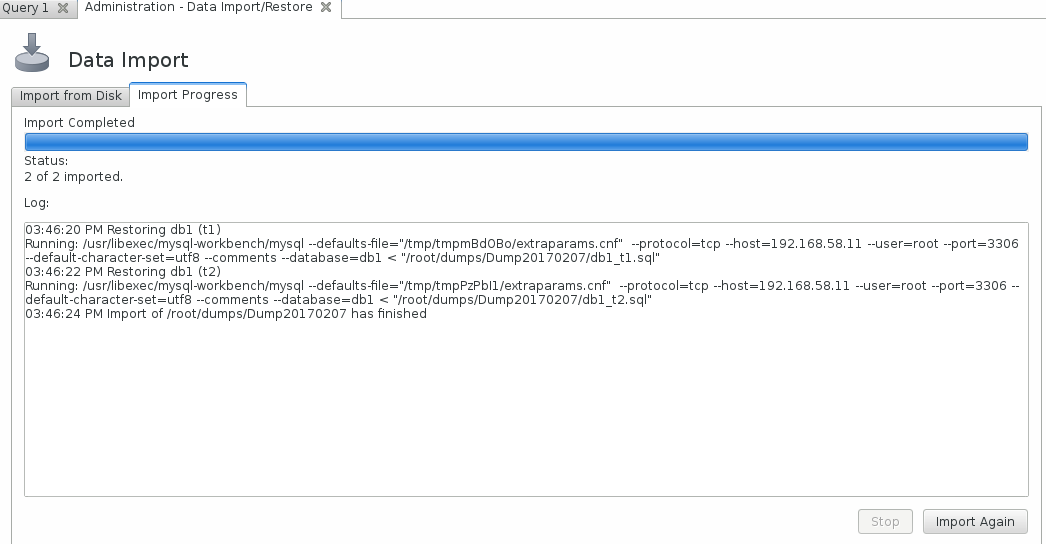 Query 1
Administration - Data Import/Restore
Data Import
Import from Disk
Import Progress
Import Completed
Status:
2 of 2 imported.
Log:
03:46:20 PM Restoring db1 (t1)
Running: /usr/libexec/mysql-workbench/mysql --defaults-file="/tmp/tmpmBdOBo/extraparams.cnf"  --protocol=tcp --host=192.168.58.11 --user=root --port=3306
--default-character-set=utf8 --comments --database=db1 < "/root/dumps/Dump20170207/db1_t1.sql"
03:46:22 PM Restoring db1 (t2)
Running: /usr/libexec/mysql-workbench/mysql --defaults-file="/tmp/tmpPzPbI1/extraparams.cnf"  --protocol=tcp --host=192.168.58.11 --user=root --port=3306 --
default-character-set=utf8 --comments --database=db1 < "/root/dumps/Dump20170207/db1_t2.sql"
03:46:24 PM Import of /root/dumps/Dump20170207 has finished
Stop
Import Again